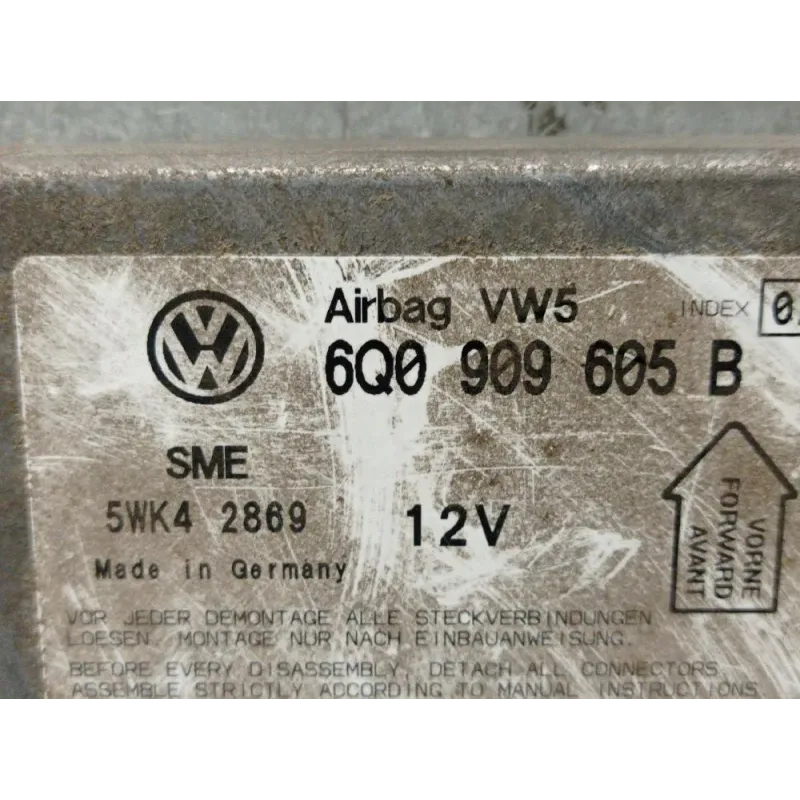 Airbag VW5
INDEX 0
6Q0 909 605 B
SME
5WK4 2869
12V
Made in Germany
VORNE
FORWARD
AVANT
VOR JEDER DEMONTAGE ALLE STECKVERBINDUNGEN
LOESEN. MONTAGE NUR NACH EINBAUANWEISUNG.
BEFORE EVERY DISASSEMBLY, DETACH ALL CONNECTORS
ASSEMBLE STRICTLY ACCORDING TO MANUAL INSTRUCTIONS